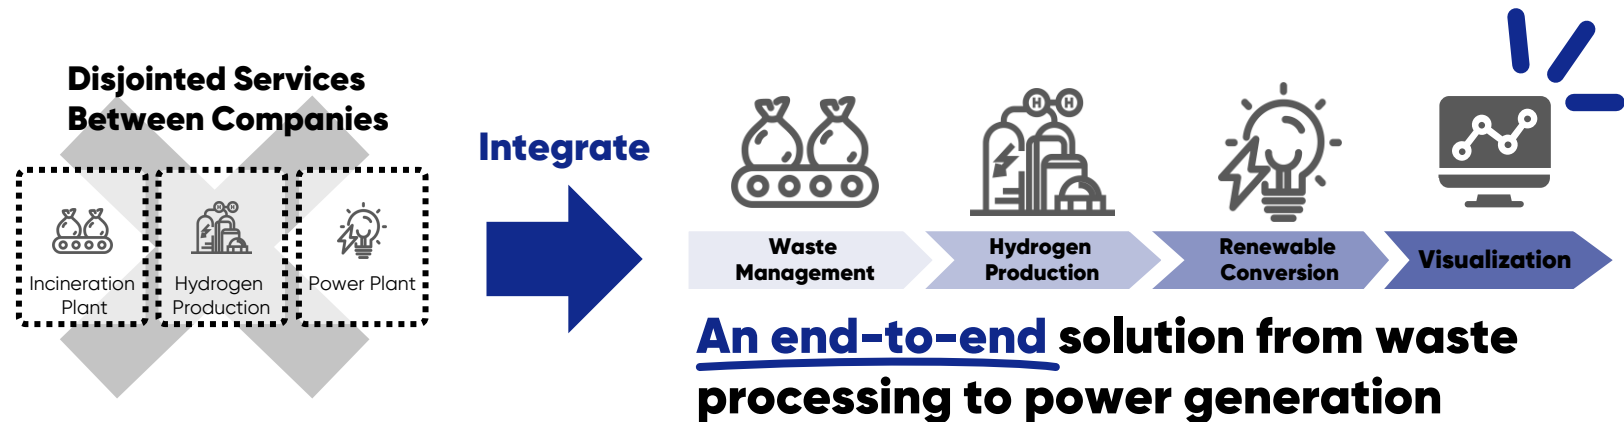 Disjointed Services
Between Companies
Incineration
Plant
Hydrogen
Production
Power Plant
Integrate
H H
Waste
Management
Hydrogen
Production
Renewable
Conversion
Visualization
An end-to-end solution from waste
processing to power generation